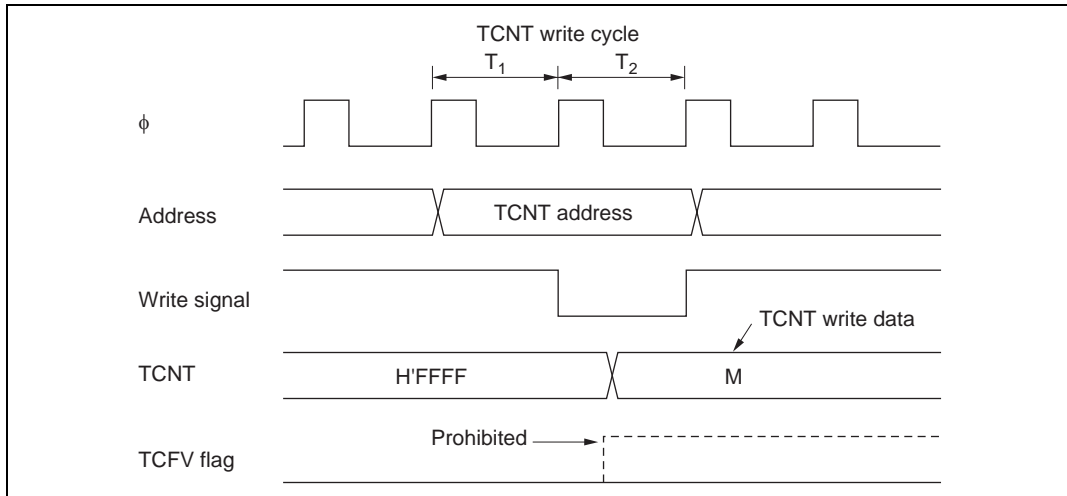 TCNT write cycle
T1 T2
ϕ
Address
TCNT address
Write signal
TCNT write data
TCNT
H'FFFF
M
Prohibited
TCFV flag